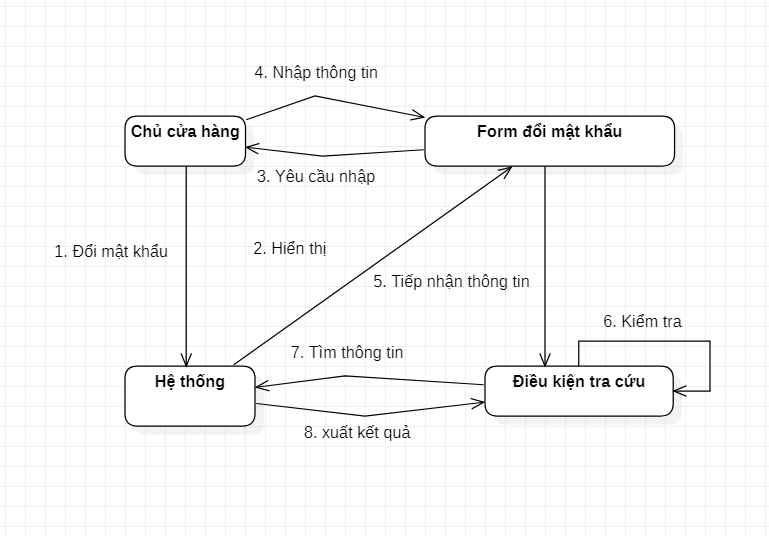 4. Nhập thông tin
Chủ cửa hàng
Form đổi mật khẩu
3. Yêu cầu nhập
1. Đổi mật khẩu
2. Hiển thị
5. Tiếp nhận thông tin
6. Kiểm tra
7. Tìm thông tin
Hệ thống
Điều kiện tra cứu
8. xuất kết quả